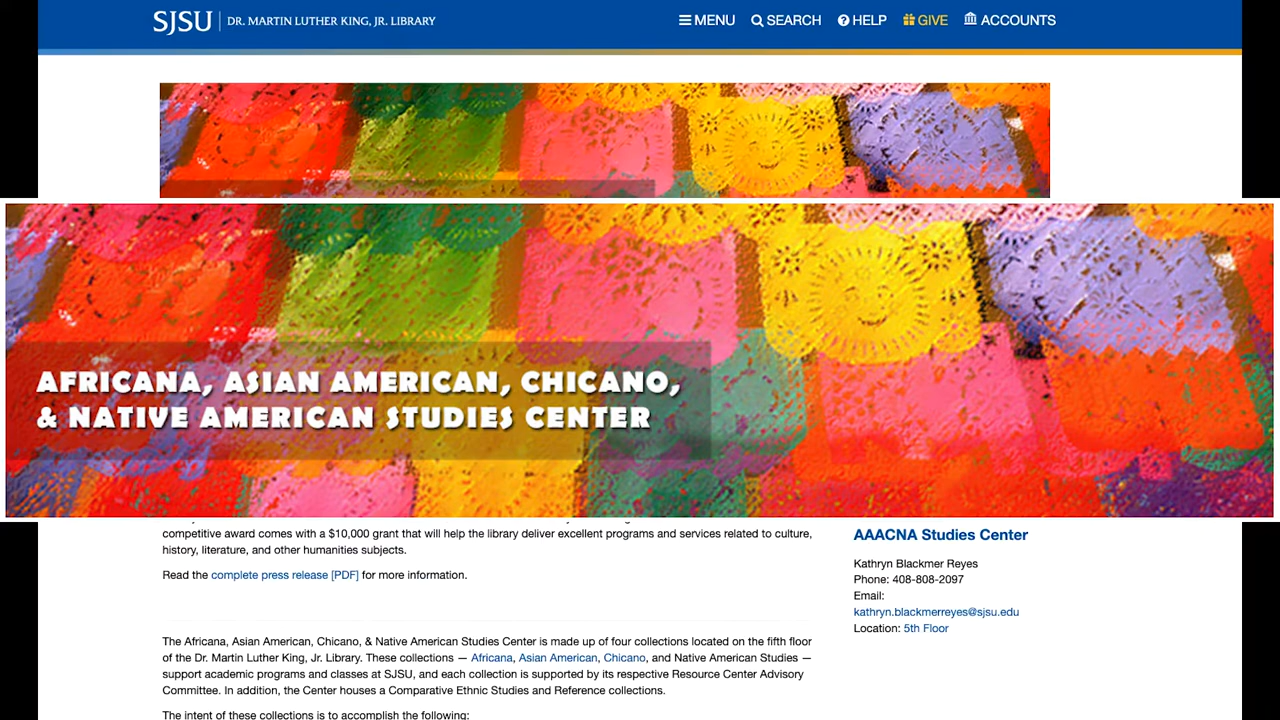 SJSU | DR. MARTIN LUTHER KING, JR. LIBRARY
MENU SEARCH HELP GIVE ACCOUNTS
AFRICANA, ASIAN AMERICAN, CHICANO,
& NATIVE AMERICAN STUDIES CENTER
competitive award comes with a $10,000 grant that will help the library deliver excellent programs and services related to culture,
history, literature, and other humanities subjects.
Read the complete press release [PDF] for more information.
The Africana, Asian American, Chicano, & Native American Studies Center is made up of four collections located on the fifth floor
of the Dr. Martin Luther King, Jr. Library. These collections — Africana, Asian American, Chicano, and Native American Studies —
support academic programs and classes at SJSU, and each collection is supported by its respective Resource Center Advisory
Committee. In addition, the Center houses a Comparative Ethnic Studies and Reference collections.
The intent of these collections is to accomplish the following:
AAACNA Studies Center
Kathryn Blackmer Reyes
Phone: 408-808-2097
Email:
kathryn.blackmerreyes@sjsu.edu
Location: 5th Floor